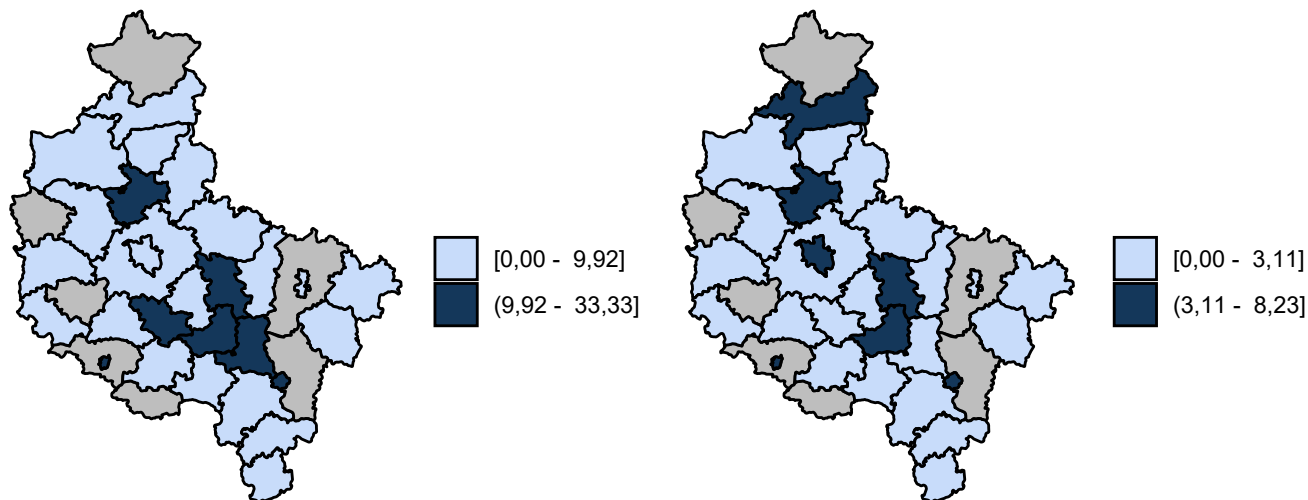 [0,00 - 9,92]
(9,92 - 33,33]
[0,00 - 3,11]
(3,11 - 8,23]